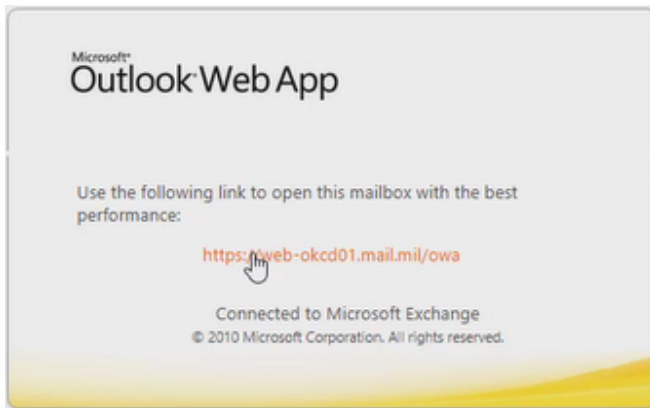 Microsoft®
Outlook Web App
Use the following link to open this mailbox with the best
performance:
https://web-okcd01.mail.mil/owa
Connected to Microsoft Exchange
© 2010 Microsoft Corporation. All rights reserved.